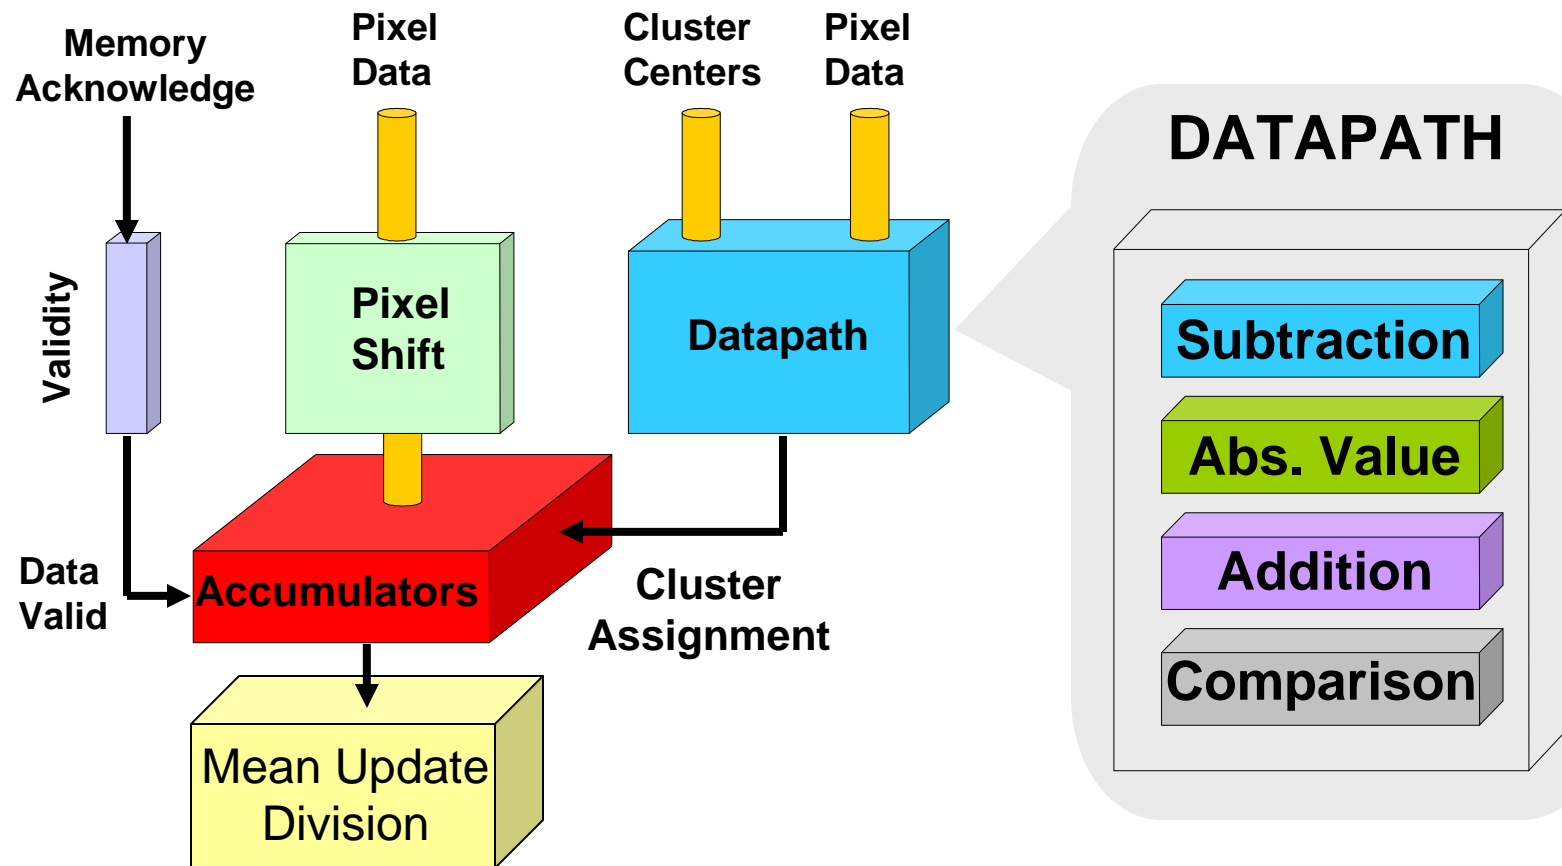 Memory
Acknowledge
Pixel
Data
Cluster
Centers
Pixel
Data
DATAPATH
Validity
Pixel
Shift
Datapath
Subtraction
Abs. Value
Addition
Comparison
Data
Valid
Accumulators
Cluster
Assignment
Mean Update
Division